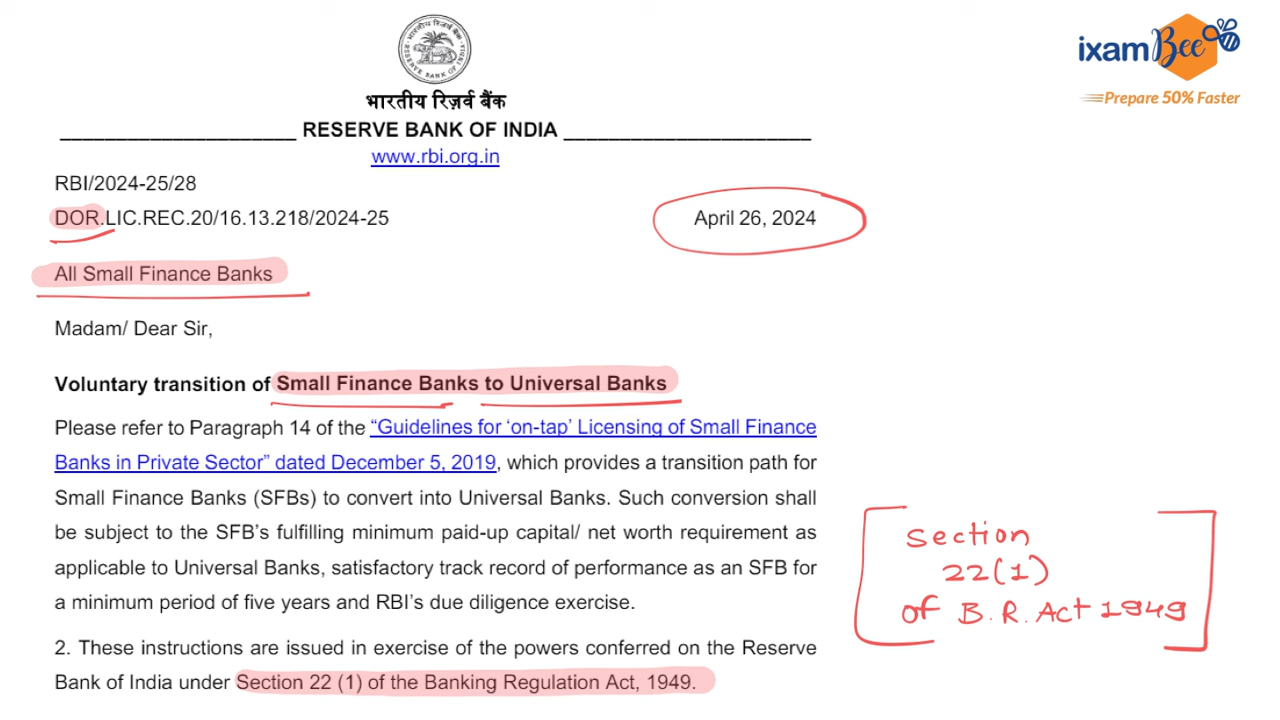 ixamBee
Prepare 50% Faster
भारतीय रिज़र्व बैंक
RESERVE BANK OF INDIA
www.rbi.org.in
RBI/2024-25/28
DOR.LIC.REC.20/16.13.218/2024-25
April 26, 2024
All Small Finance Banks
Madam/ Dear Sir,
Voluntary transition of Small Finance Banks to Universal Banks
Please refer to Paragraph 14 of the “Guidelines for ‘on-tap’ Licensing of Small Finance
Banks in Private Sector” dated December 5, 2019, which provides a transition path for
Small Finance Banks (SFBs) to convert into Universal Banks. Such conversion shall
be subject to the SFB’s fulfilling minimum paid-up capital/ net worth requirement as
applicable to Universal Banks, satisfactory track record of performance as an SFB for
a minimum period of five years and RBI’s due diligence exercise.
2. These instructions are issued in exercise of the powers conferred on the Reserve
Bank of India under Section 22 (1) of the Banking Regulation Act, 1949.
Section
22(1)
of B.R. Act 1949